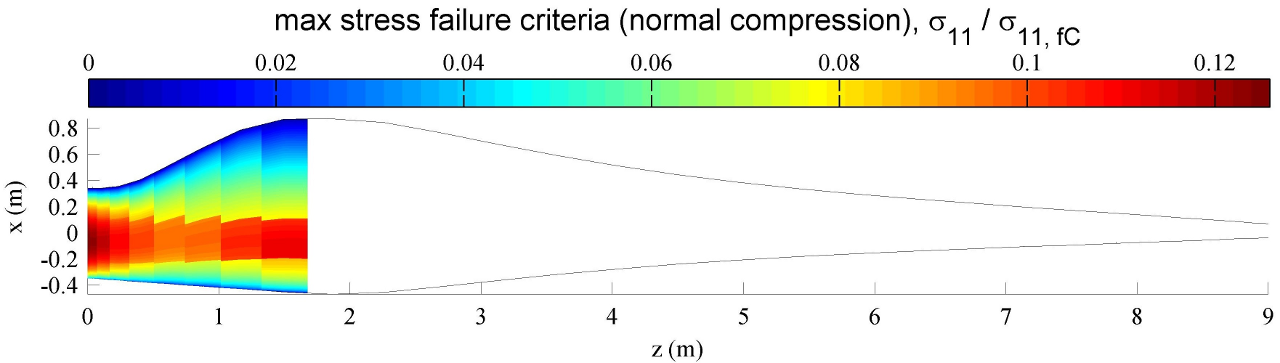 max stress failure criteria (normal compression), σ11 / σ11, fC
0 0.02 0.04 0.06 0.08 0.1 0.12
0.8
0.6
0.4
0.2
0
-0.2
-0.4
x (m)
0 1 2 3 4 5 6 7 8 9
z (m)